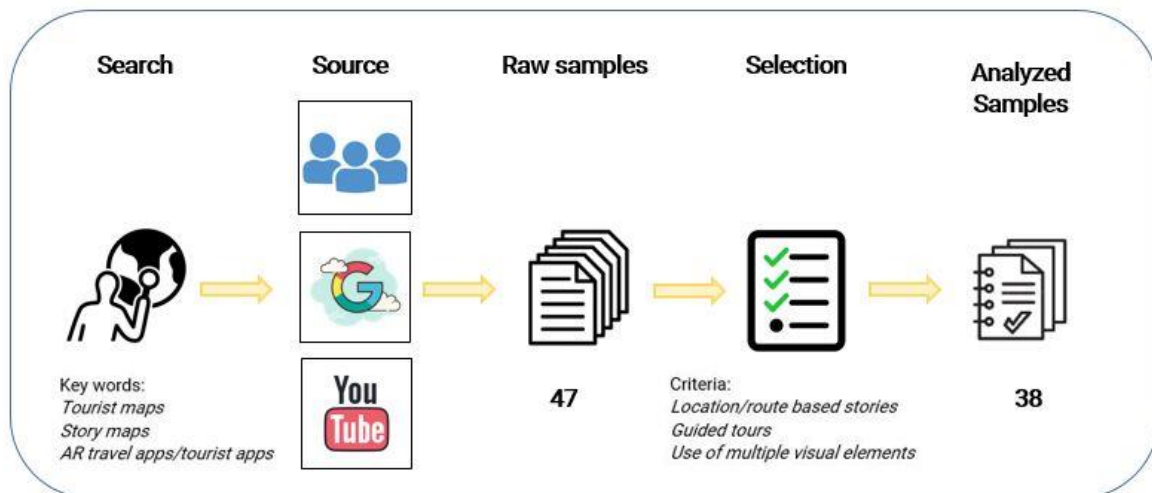 Search
Source
Raw samples
Selection
Analyzed
Samples
G
You
Tube
Key words:
Tourist maps
Story maps
AR travel apps/tourist apps
47
Criteria:
Location/route based stories
Guided tours
Use of multiple visual elements
38